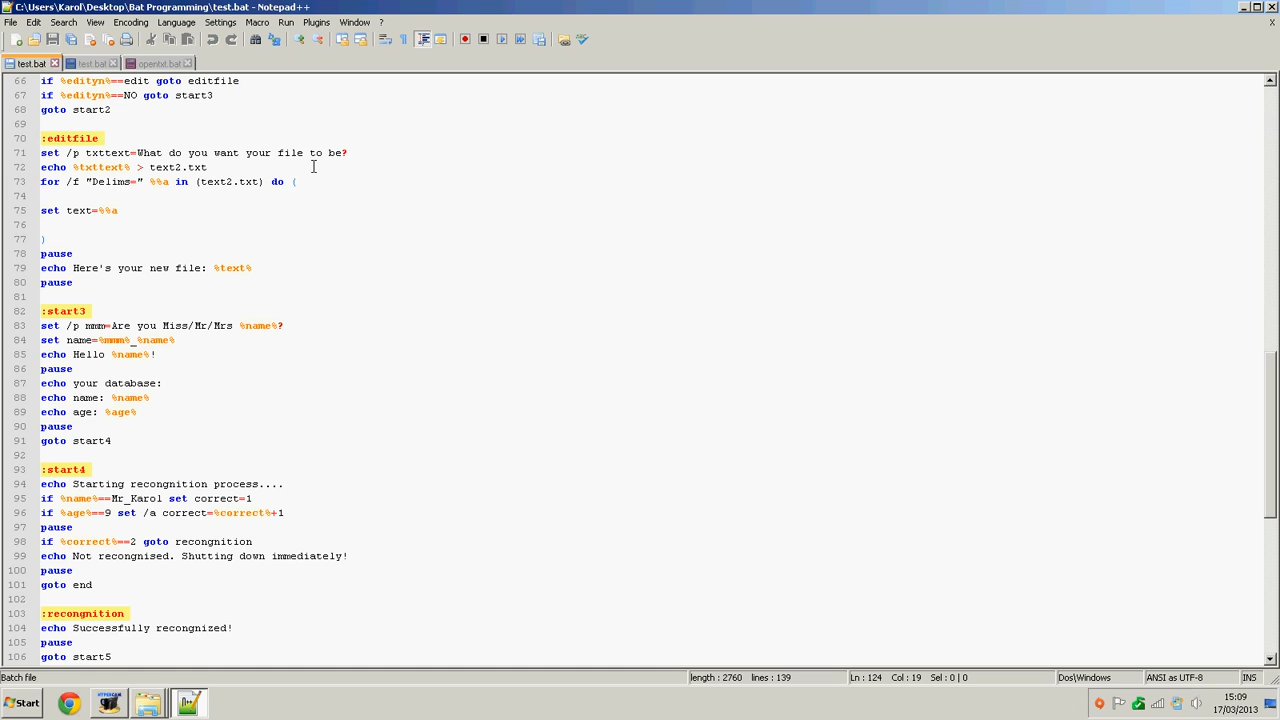 C:\Users\Karol\Desktop\Bat Programming\test.bat - Notepad++
File Edit Search View Encoding Language Settings Macro Run Plugins Window ? X
test.bat test.bat opentxt.bat
66 if %edityn%==edit goto editfile
67 if %edityn%==NO goto start3
68 goto start2
69
70 :editfile
71 set /p txttext=What do you want your file to be?
72 echo %txttext% > text2.txt
73 for /f "Delims=" %%a in (text2.txt) do (
74
75 set text=%%a
76
77 )
78 pause
79 echo Here's your new file: %text%
80 pause
81
82 :start3
83 set /p mmm=Are you Miss/Mr/Mrs %name%?
84 set name=%mmm%_%name%
85 echo Hello %name%!
86 pause
87 echo your database:
88 echo name: %name%
89 echo age: %age%
90 pause
91 goto start4
92
93 :start4
94 echo Starting recongnition process....
95 if %name%==Mr_Karol set correct=1
96 if %age%==9 set /a correct=%correct%+1
97 pause
98 if %correct%==2 goto recongnition
99 echo Not recongnised. Shutting down immediately!
100 pause
101 goto end
102
103 :recongnition
104 echo Successfully recongnized!
105 pause
106 goto start5
Batch file length : 2760 lines : 139 Ln : 124 Col : 19 Sel : 0 | 0 Dos\Windows ANSI as UTF-8 INS
Start HYPERCAM 15:09
17/03/2013